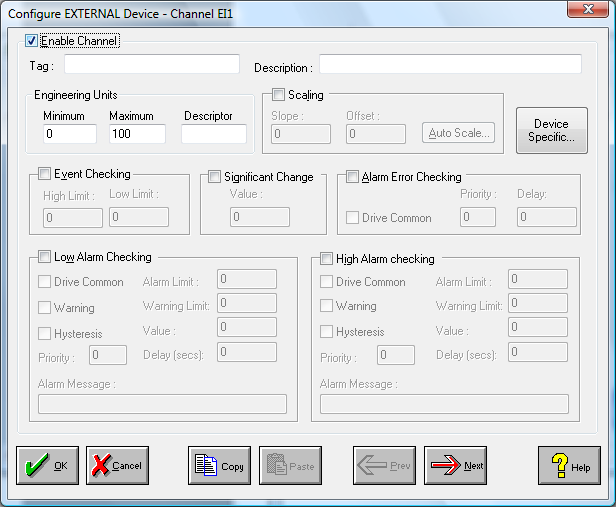 Configure EXTERNAL Device - Channel EI1
Enable Channel
Tag :
Description :
Engineering Units
Minimum Maximum Descriptor
0 100
Scaling
Slope : Offset :
0 0 Auto Scale...
Device Specific...
Event Checking
High Limit : Low Limit :
0 0
Significant Change
Value :
0
Alarm Error Checking
Priority : Delay:
Drive Common 0 0
Low Alarm Checking
Drive Common Alarm Limit : 0
Warning Warning Limit: 0
Hysteresis Value : 0
Priority : 0 Delay (secs): 0
Alarm Message :
High Alarm checking
Drive Common Alarm Limit : 0
Warning Warning Limit: 0
Hysteresis Value : 0
Priority : 0 Delay (secs): 0
Alarm Message :
OK Cancel Copy Paste Prev Next Help